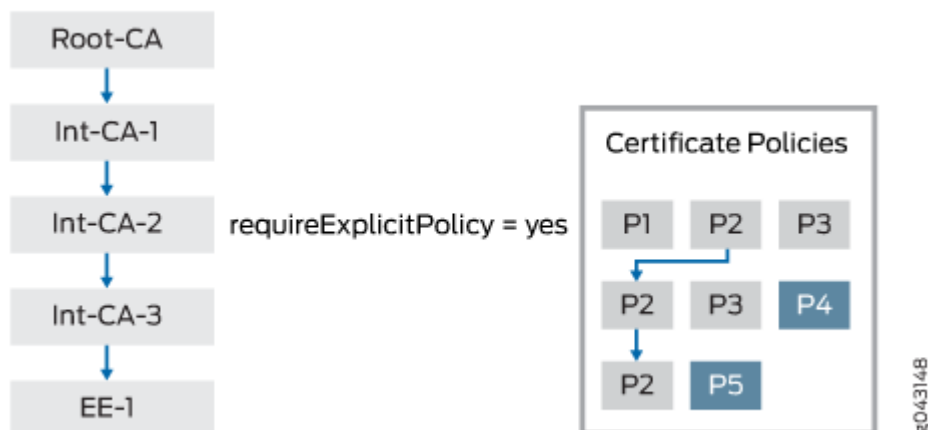 Root-CA
Int-CA-1
Certificate Policies
Int-CA-2
requireExplicitPolicy = yes
P1 P2 P3
Int-CA-3
P2 P3 P4
EE-1
P2 P5
g043148